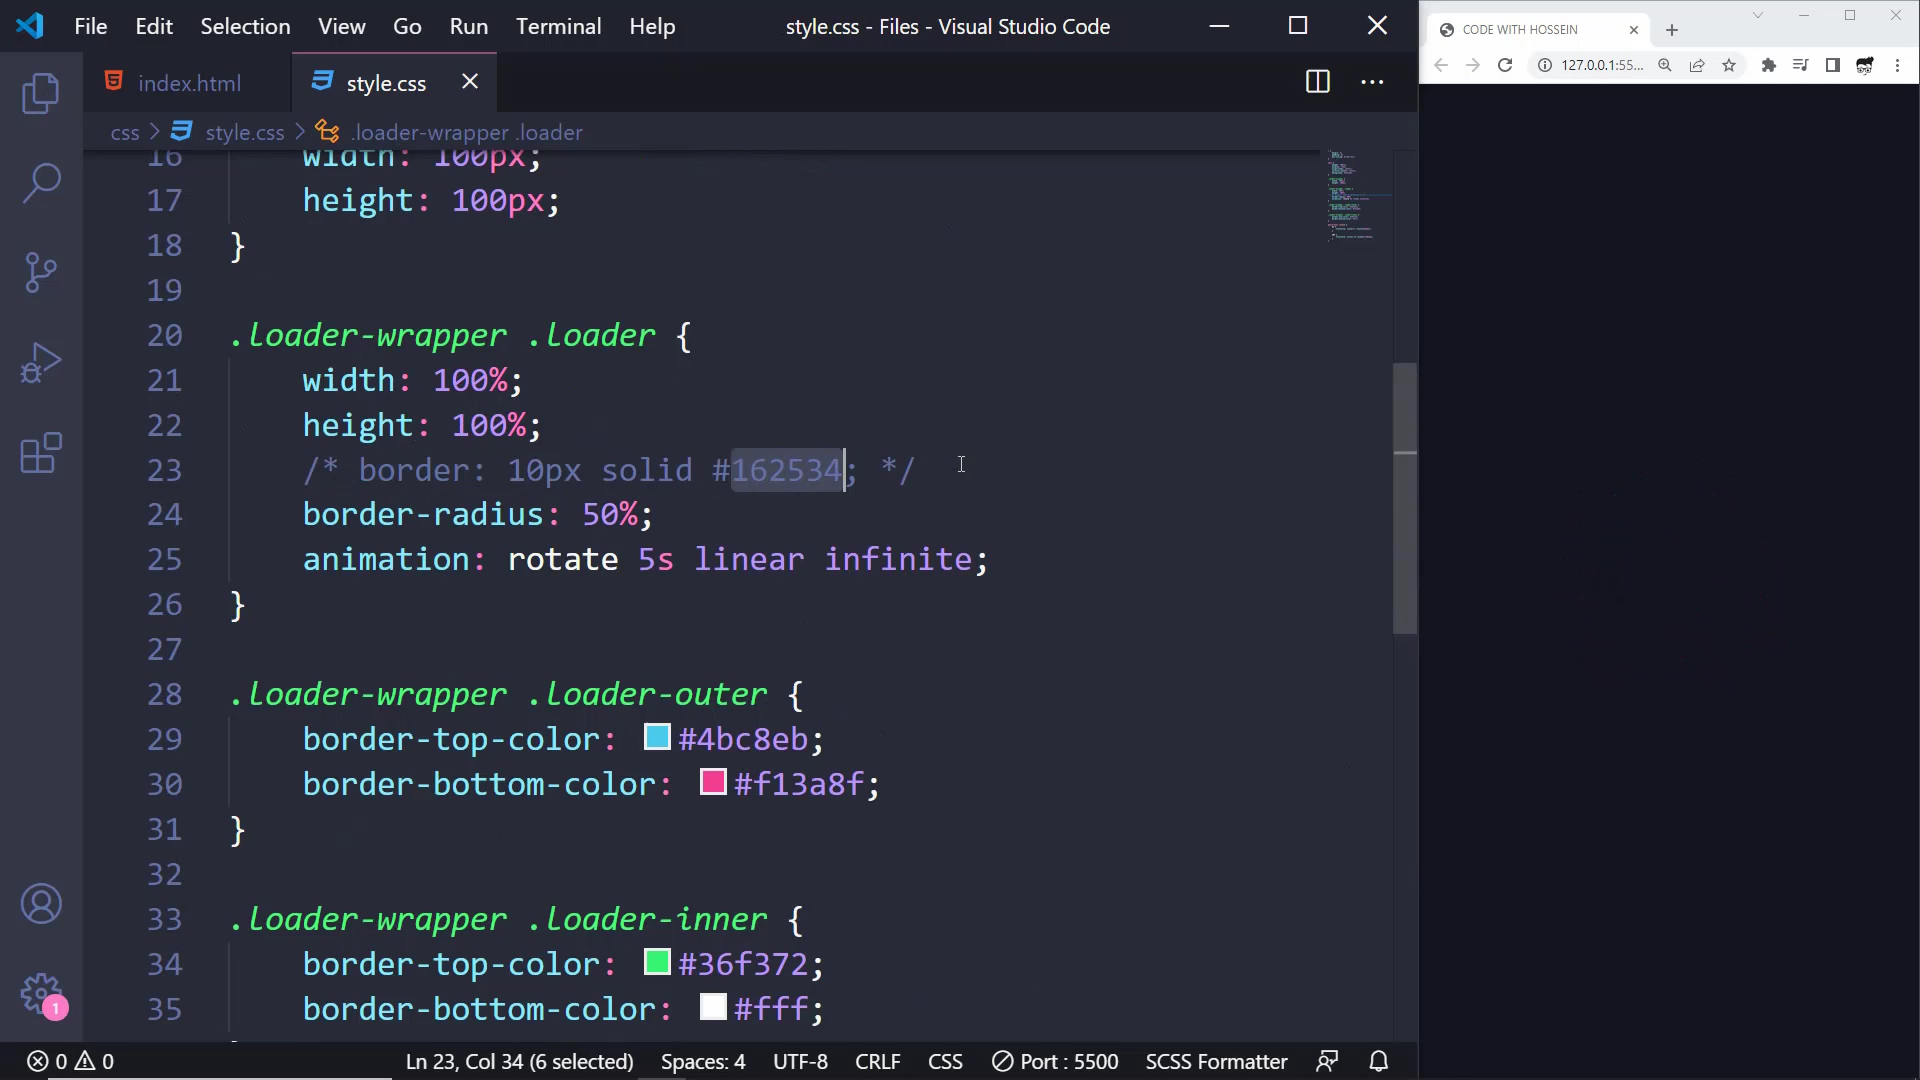 File Edit Selection View Go Run Terminal Help style.css - Files - Visual Studio Code
CODE WITH HOSSEIN
127.0.0.1:55...
index.html style.css
css > style.css > .loader-wrapper .loader
16 width: 100px;
17 height: 100px;
18 }
19
20 .loader-wrapper .loader {
21 width: 100%;
22 height: 100%;
23 /* border: 10px solid #162534; */
24 border-radius: 50%;
25 animation: rotate 5s linear infinite;
26 }
27
28 .loader-wrapper .loader-outer {
29 border-top-color: #4bc8eb;
30 border-bottom-color: #f13a8f;
31 }
32
33 .loader-wrapper .loader-inner {
34 border-top-color: #36f372;
35 border-bottom-color: #fff;
1
0 0 Ln 23, Col 34 (6 selected) Spaces: 4 UTF-8 CRLF CSS Port : 5500 SCSS Formatter